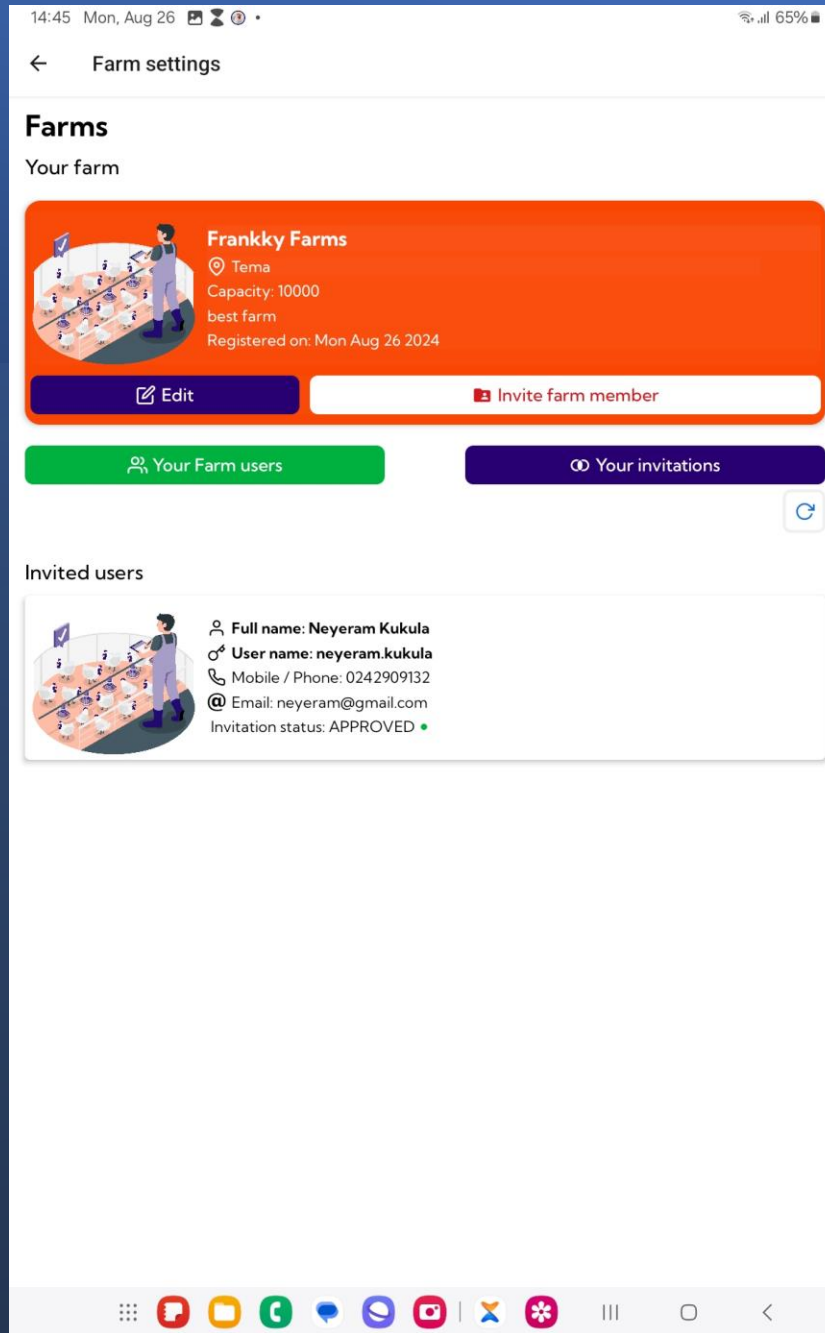 14:45 Mon, Aug 26
65%
Farm settings
Farms
Your farm
Frankky Farms
Tema
Capacity: 10000
best farm
Registered on: Mon Aug 26 2024
Edit
Invite farm member
Your Farm users
Your invitations
Invited users
Full name: Neyeram Kukula
User name: neyeram.kukula
Mobile / Phone: 0242909132
Email: neyeram@gmail.com
Invitation status: APPROVED